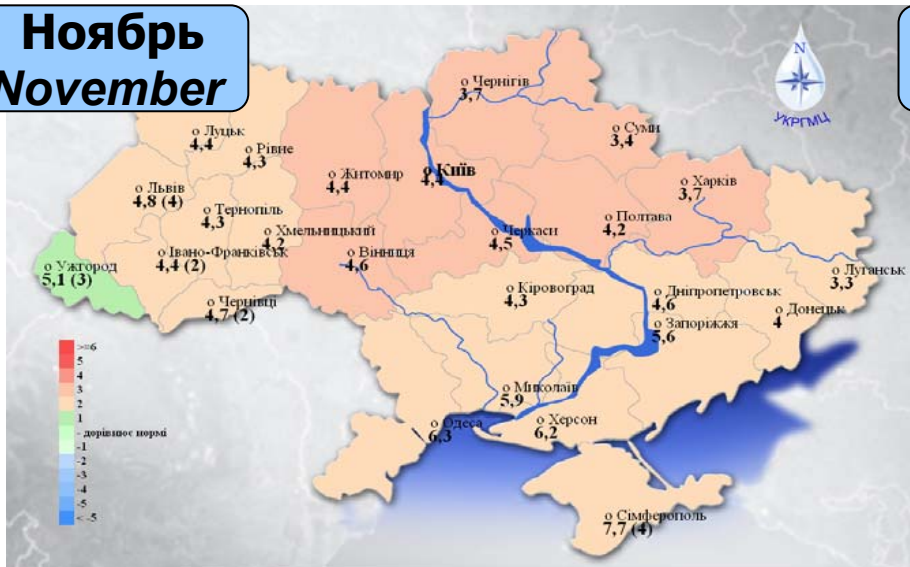 Ноябрь
November
N
УКРГМЦ
o Чернігів
3,7
o Луцьк
4,4
o Рівне
4,3
o Суми
3,4
o Житомир
4,4
o Київ
4,4
o Харків
3,7
o Львів
4,8 (4)
o Тернопіль
4,3
o Хмельницький
4,2
o Черкаси
4,5
o Полтава
4,2
o Івано-Франківськ
4,4 (2)
o Вінниця
4,6
o Ужгород
5,1 (3)
o Луганськ
3,3
o Чернівці
4,7 (2)
o Кіровоград
4,3
o Дніпропетровськ
4,6
o Донецьк
4
o Запоріжжя
5,6
o Миколаїв
5,9
o Одеса
6,3
o Херсон
6,2
o Сімферополь
7,7 (4)
>=6
5
4
3
2
1
- дорівнює нормі
-1
-2
-3
-4
-5
< -5